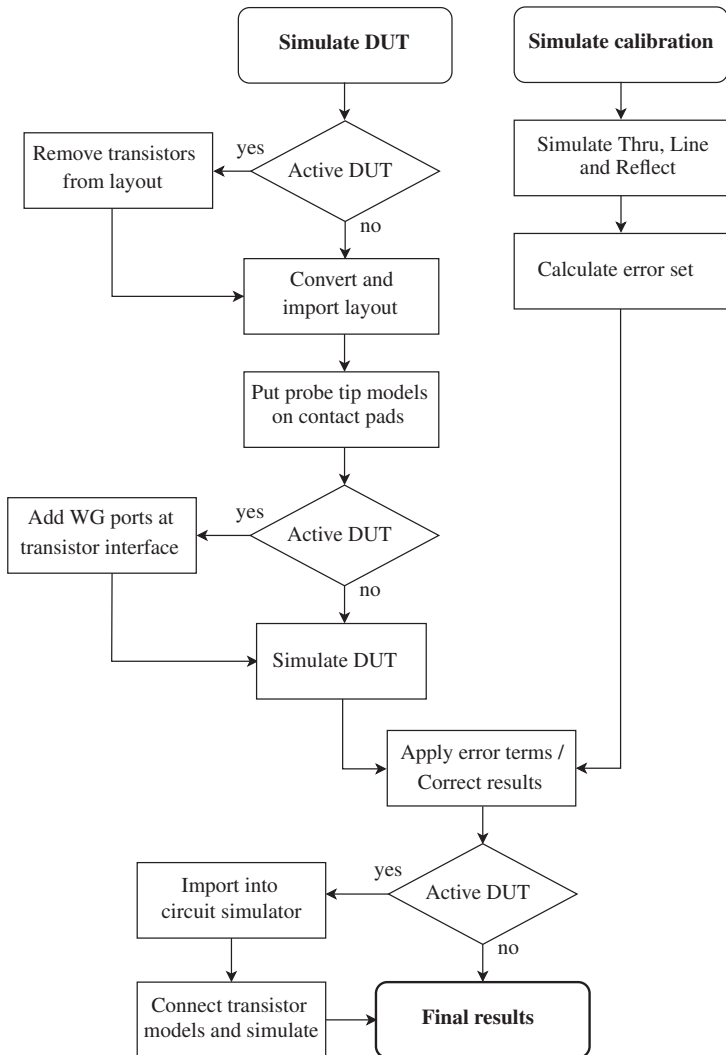 Simulate DUT
Simulate calibration
yes
Remove transistors
from layout
Active DUT
no
Simulate Thru, Line
and Reflect
Convert and
import layout
Calculate error set
Put probe tip models
on contact pads
yes
Add WG ports at
transistor interface
Active DUT
no
Simulate DUT
Apply error terms /
Correct results
yes
Import into
circuit simulator
Active DUT
no
Connect transistor
models and simulate
Final results